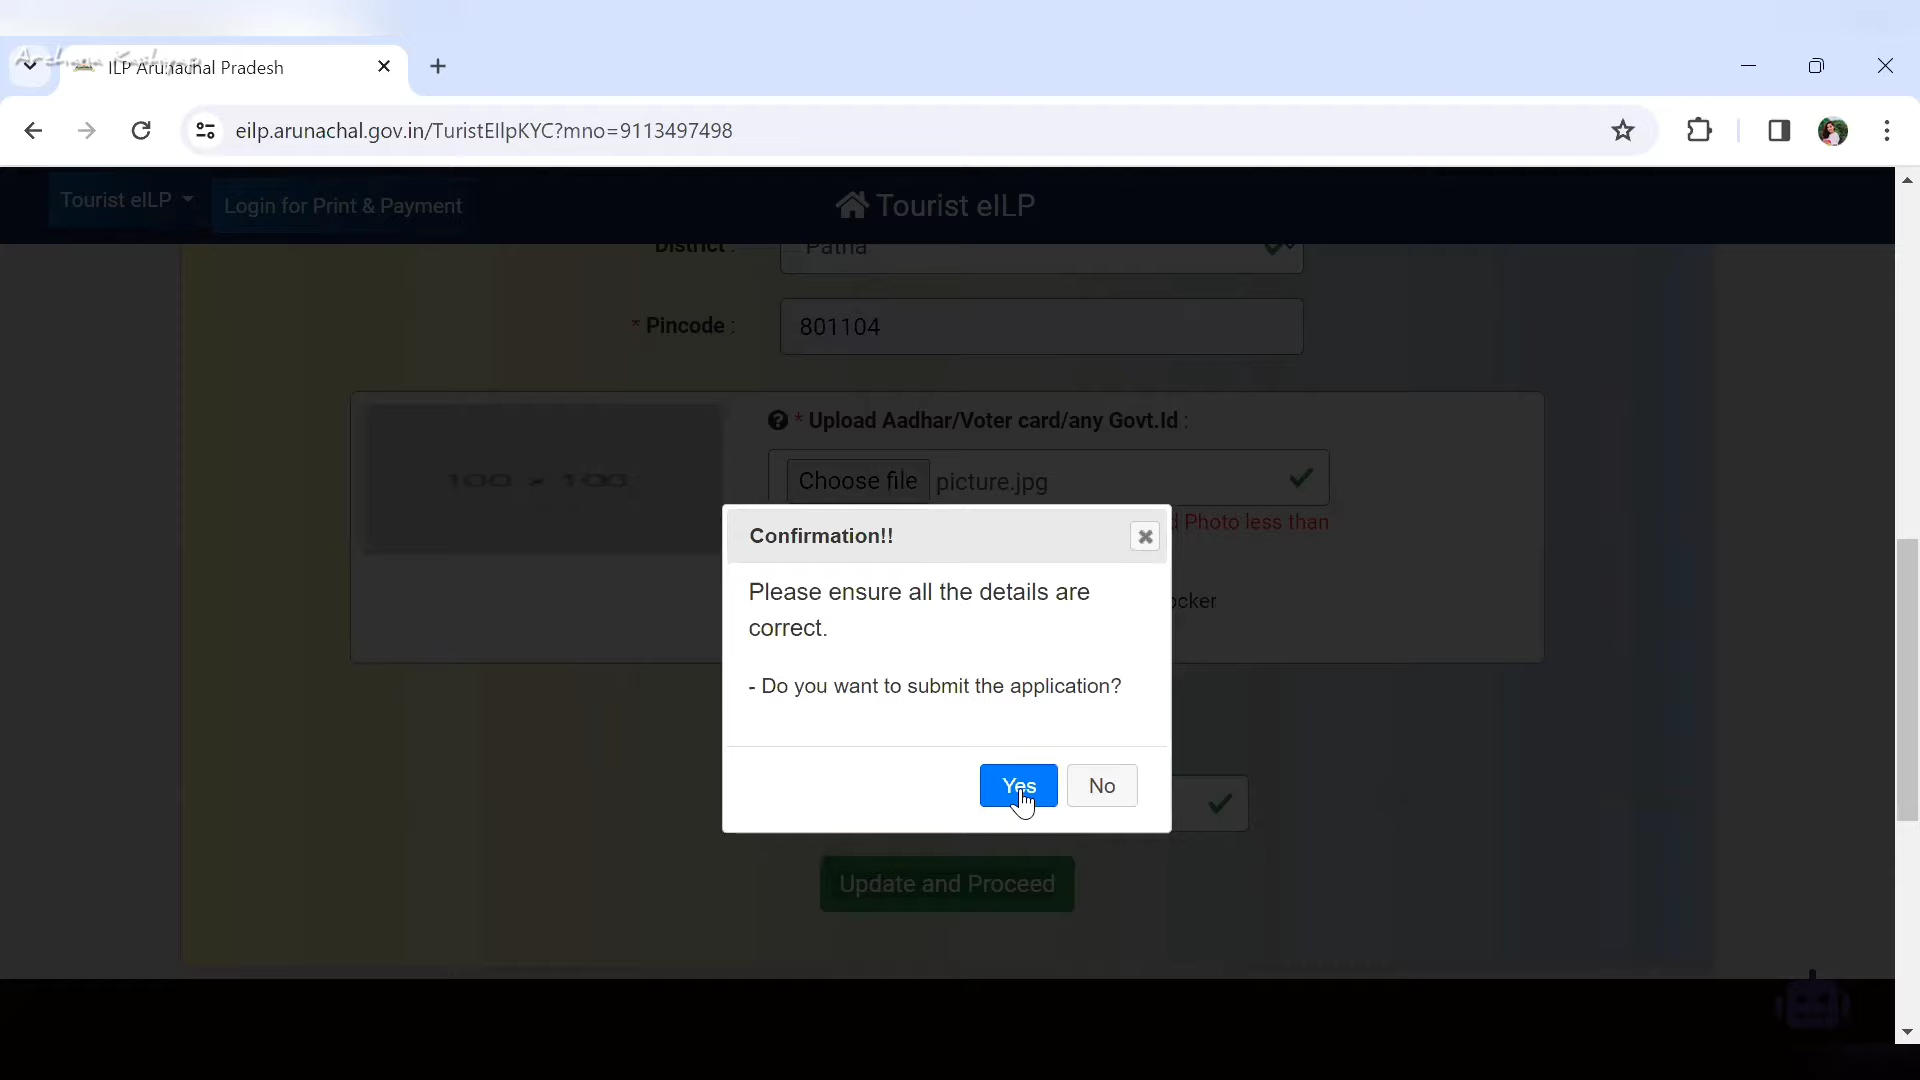 ILP Arunachal Pradesh
eilp.arunachal.gov.in/TuristEIlpKYC?mno=9113497498
Tourist eILP
Login for Print & Payment
Tourist eILP
District :
Patna
* Pincode :
801104
* Upload Aadhar/Voter card/any Govt.Id :
100 × 100
Choose file
picture.jpg
Photo less than
Confirmation!!
Please ensure all the details are
correct.
- Do you want to submit the application?
Yes
No
Update and Proceed